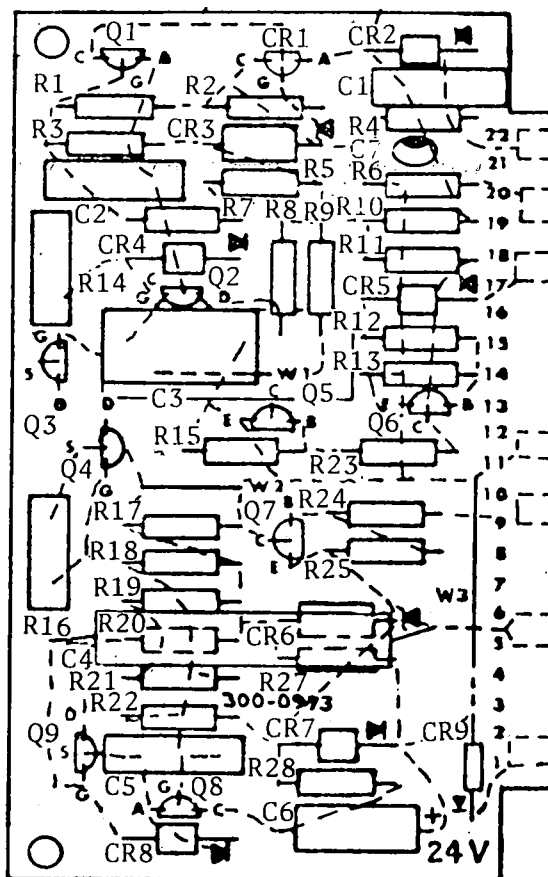 Q1 CR1 CR2
C A C A
G G
R1 R2 C1
R3 CR3 R4 22
C7 21
R5 R6 20
C2 R7 R8 R9 R10 19
CR4 R11 18
R14 C Q2 CR5 17
G D 16
R12 15
G
S W1 R13 14
D D C3 C Q5 E B 13
Q3 E B Q6 C
S R15 12
Q4 R23 11
G W2
R17 Q7 B R24 10
C 9
R18 E R25 8
R19 7
W3 6
R16 R20 CR6 5
C4
R21 R27 4
R22 300-0973 3
D
Q9 CR7 CR9 2
S
C5 G Q8 R28
G A C C6 +
CR8 24V